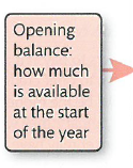 Opening
balance:
how much
is available
at the start
of the year